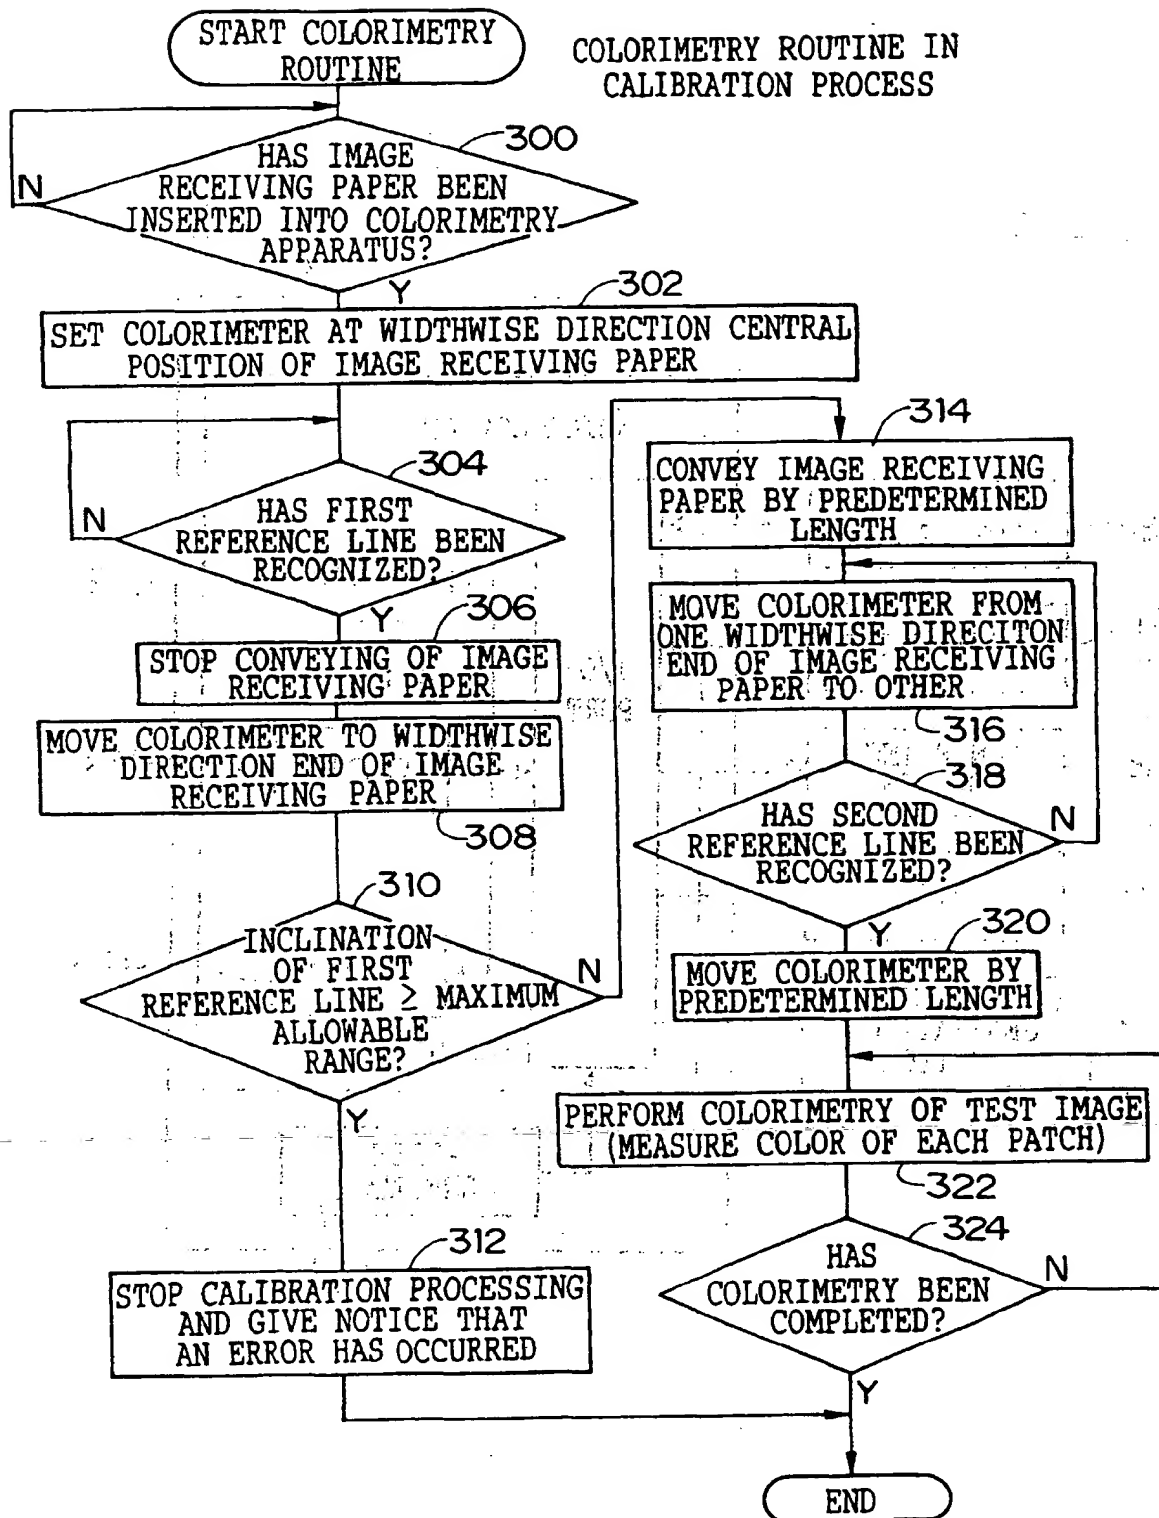 START COLORIMETRY
ROUTINE
COLORIMETRY ROUTINE IN
CALIBRATION PROCESS
300
HAS IMAGE
RECEIVING PAPER BEEN
INSERTED INTO COLORIMETRY
APPARATUS?
N
Y
302
SET COLORIMETER AT WIDTHWISE DIRECTION CENTRAL
POSITION OF IMAGE RECEIVING PAPER
304
HAS FIRST
REFERENCE LINE BEEN
RECOGNIZED?
N
Y
306
STOP CONVEYING OF IMAGE
RECEIVING PAPER
MOVE COLORIMETER TO WIDTHWISE
DIRECTION END OF IMAGE
RECEIVING PAPER
308
310
INCLINATION
OF FIRST
REFERENCE LINE ≥ MAXIMUM
ALLOWABLE
RANGE?
N
Y
312
STOP CALIBRATION PROCESSING
AND GIVE NOTICE THAT
AN ERROR HAS OCCURRED
314
CONVEY IMAGE RECEIVING
PAPER BY PREDETERMINED
LENGTH
MOVE COLORIMETER FROM
ONE WIDTHWISE DIRECITON
END OF IMAGE RECEIVING
PAPER TO OTHER
316
318
HAS SECOND
REFERENCE LINE BEEN
RECOGNIZED?
N
Y
320
MOVE COLORIMETER BY
PREDETERMINED LENGTH
PERFORM COLORIMETRY OF TEST IMAGE
(MEASURE COLOR OF EACH PATCH)
322
324
HAS
COLORIMETRY BEEN
COMPLETED?
N
Y
END